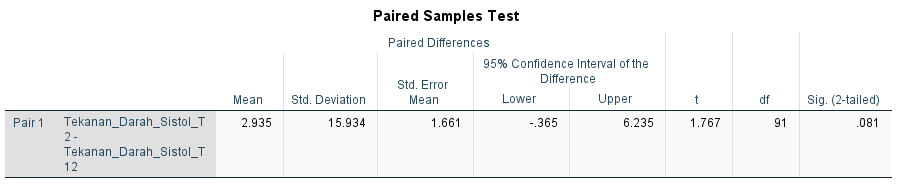 Paired Samples Test
Paired Differences
95% Confidence Interval of the
Difference
Std. Error
Mean Std. Deviation Mean Lower Upper t df Sig. (2-tailed)
Pair 1 Tekanan_Darah_Sistol_T 2.935 15.934 1.661 -.365 6.235 1.767 91 .081
2 -
Tekanan_Darah_Sistol_T
12